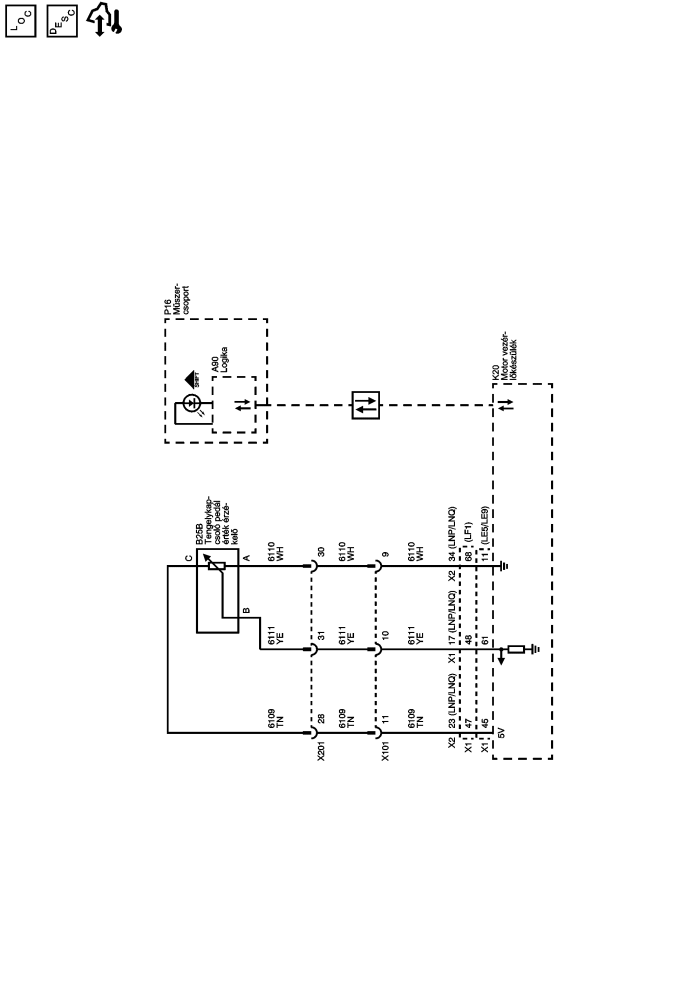 LOC
DESC
P16
Műszer-
csoport
A90
Logika
SHIFT
K20
Motor vezér-
lőkészülék
B25B
Tengelykap-
csoló pedál
érték érzé-
kelő
C
A
B
6110
WH
30
6110
WH
9
6110
WH
X2
34 (LNP/LNQ)
68
(LF1)
11
(LE5/LE9)
6111
YE
31
6111
YE
10
6111
YE
X1
17 (LNP/LNQ)
48
61
6109
TN
28
X201
6109
TN
11
X101
6109
TN
X2
23 (LNP/LNQ)
X1
47
X1
45
5V